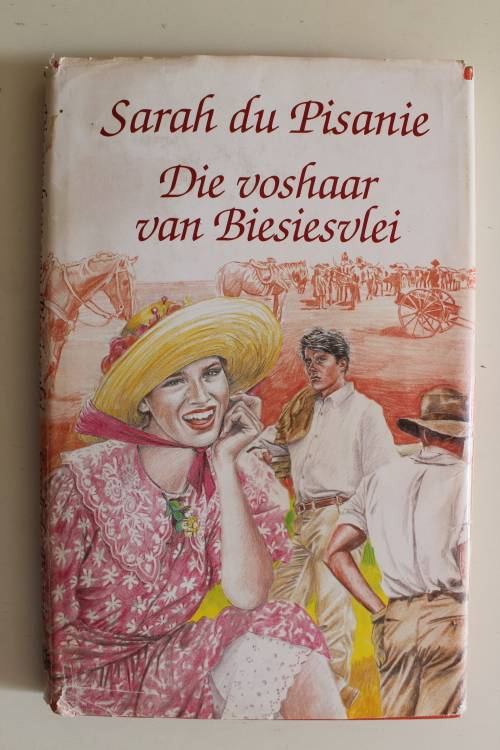 Sarah du Pisanie
Die voshaar
van Biesiesvlei